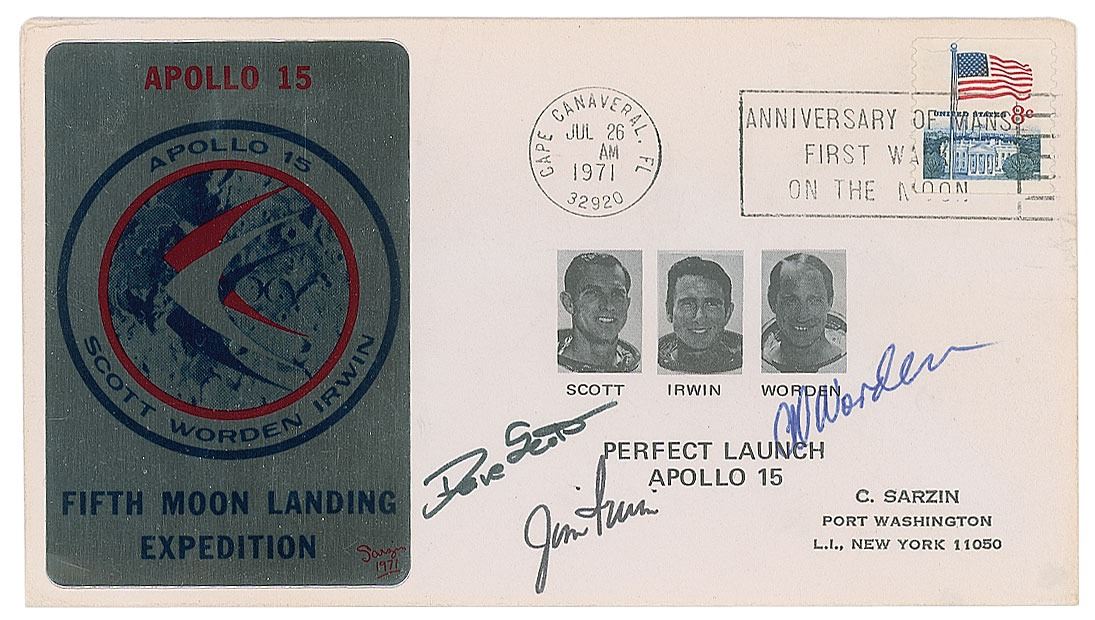 APOLLO 15
APOLLO 15
SCOTT WORDEN IRWIN
FIFTH MOON LANDING
EXPEDITION
Sarzin
1971
CAPE CANAVERAL, FL
JUL 26
AM
1971
32920
ANNIVERSARY OF MANS
FIRST WA
ON THE MOON
UNITED STATES 8c
SCOTT IRWIN WORDEN
Dave Scott
Jim Irwin
Worden
PERFECT LAUNCH
APOLLO 15
C. SARZIN
PORT WASHINGTON
L.I., NEW YORK 11050